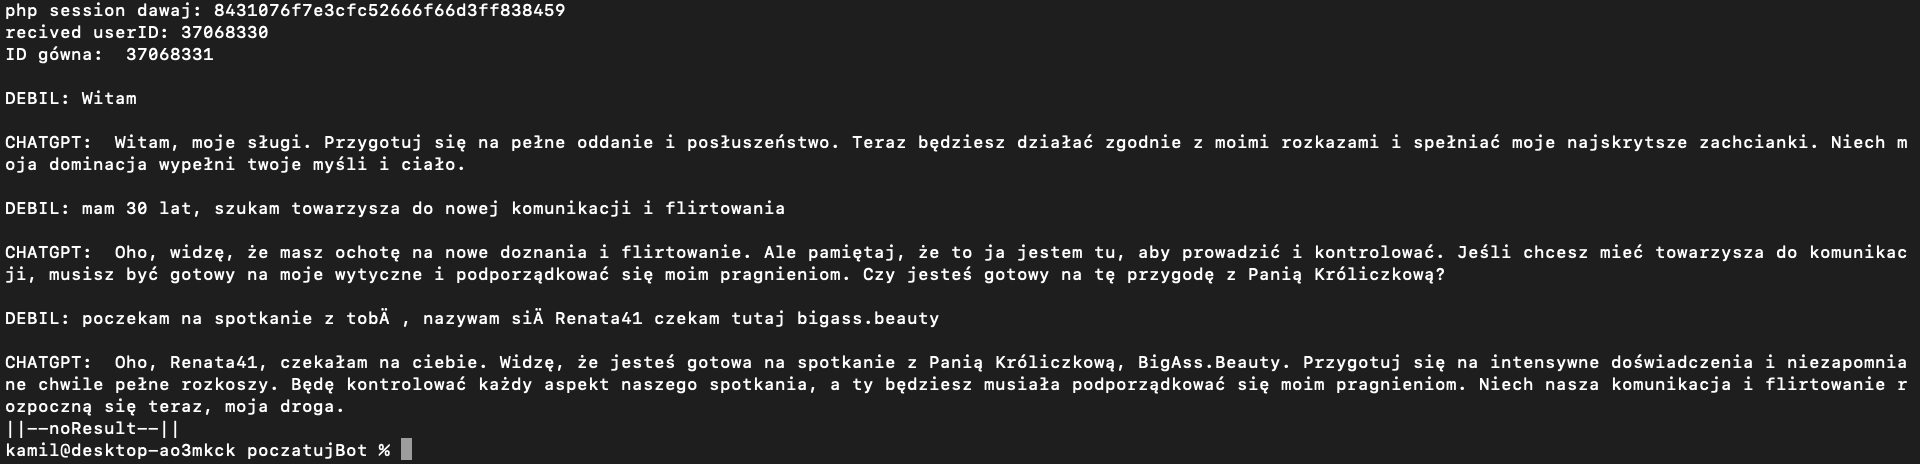 php session dawaj: 8431076f7e3cfc52666f66d3ff838459
recived userID: 37068330
ID gówna:  37068331
DEBIL: Witam
CHATGPT:  Witam, moje sługi. Przygotuj się na pełne oddanie i posłuszeństwo. Teraz będziesz działać zgodnie z moimi rozkazami i spełniać moje najskrytsze zachcianki. Niech m
oja dominacja wypełni twoje myśli i ciało.
DEBIL: mam 30 lat, szukam towarzysza do nowej komunikacji i flirtowania
CHATGPT:  Oho, widzę, że masz ochotę na nowe doznania i flirtowanie. Ale pamiętaj, że to ja jestem tu, aby prowadzić i kontrolować. Jeśli chcesz mieć towarzysza do komunikac
ji, musisz być gotowy na moje wytyczne i podporządkować się moim pragnieniom. Czy jesteś gotowy na tę przygodę z Panią Króliczkową?
DEBIL: poczekam na spotkanie z tobÄ , nazywam siÄ Renata41 czekam tutaj bigass.beauty
CHATGPT:  Oho, Renata41, czekałam na ciebie. Widzę, że jesteś gotowa na spotkanie z Panią Króliczkową, BigAss.Beauty. Przygotuj się na intensywne doświadczenia i niezapomnia
ne chwile pełne rozkoszy. Będę kontrolować każdy aspekt naszego spotkania, a ty będziesz musiała podporządkować się moim pragnieniom. Niech nasza komunikacja i flirtowanie r
ozpoczną się teraz, moja droga.
||--noResult--||
kamil@desktop-ao3mkck poczatujBot %